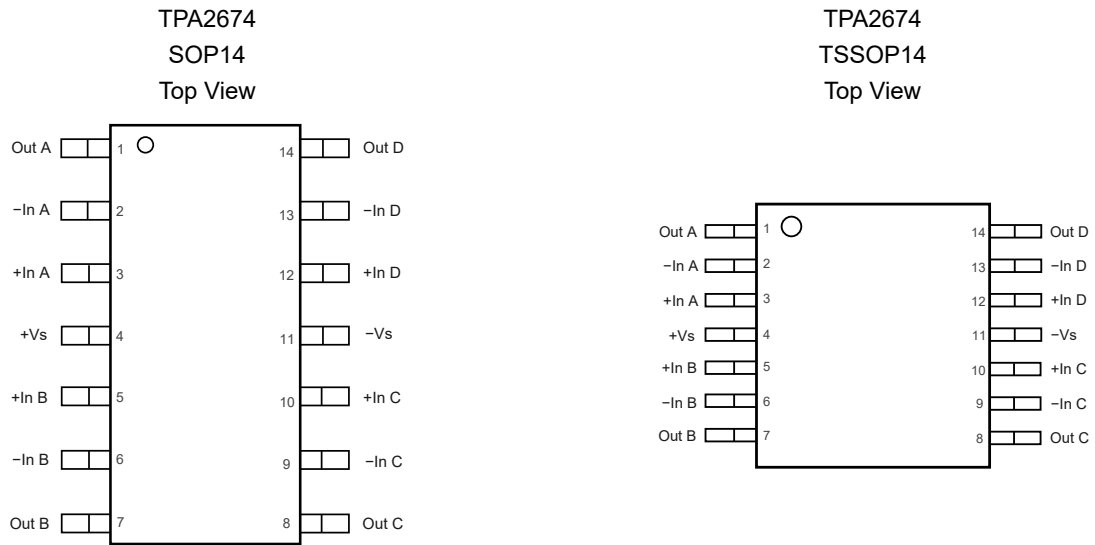 TPA2674
SOP14
Top View
Out A 1 14 Out D
−In A 2 13 −In D
+In A 3 12 +In D
+Vs 4 11 −Vs
+In B 5 10 +In C
−In B 6 9 −In C
Out B 7 8 Out C
TPA2674
TSSOP14
Top View
Out A 1 14 Out D
−In A 2 13 −In D
+In A 3 12 +In D
+Vs 4 11 −Vs
+In B 5 10 +In C
−In B 6 9 −In C
Out B 7 8 Out C